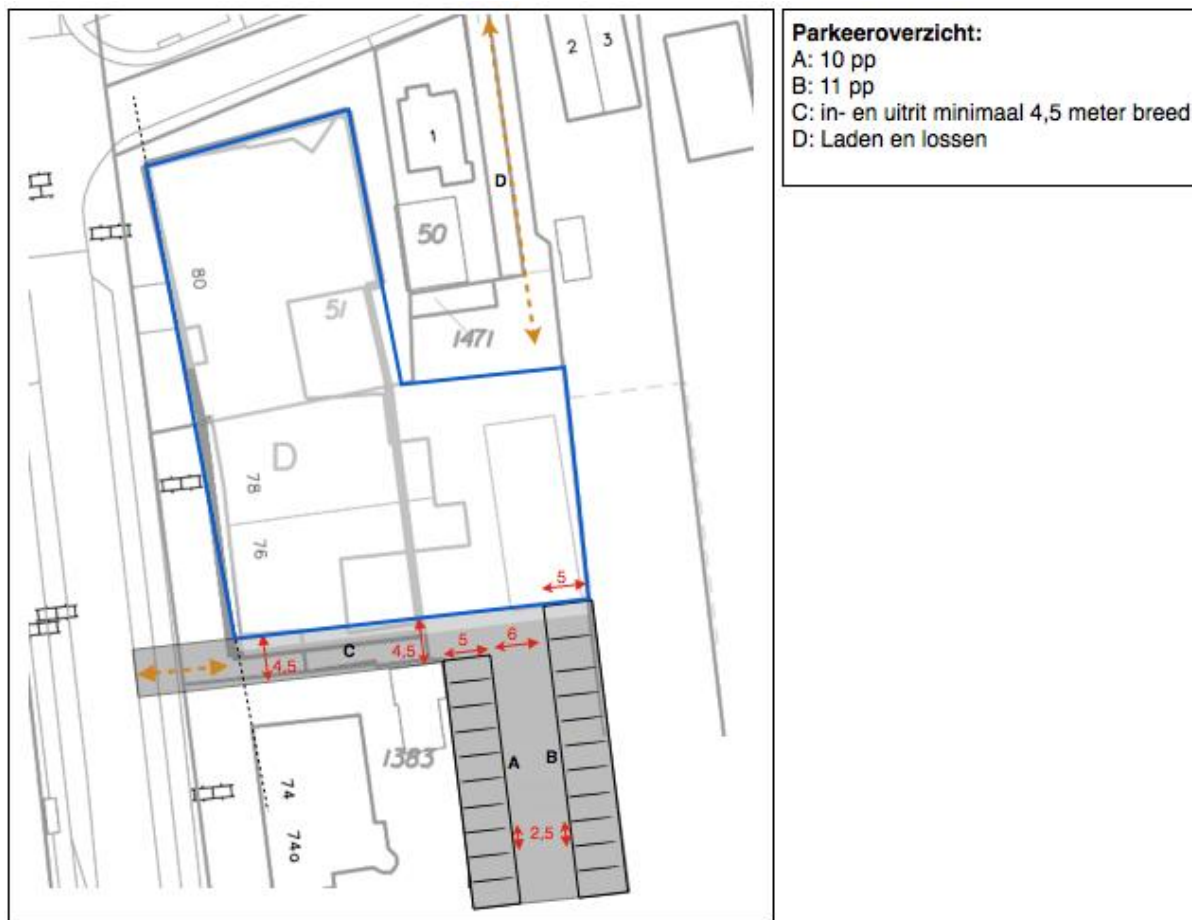 Parkeeroverzicht:
A: 10 pp
B: 11 pp
C: in- en uitrit minimaal 4,5 meter breed
D: Laden en lossen
2
3
1
D
50
80
51
1471
D
78
76
5
C
4,5
4,5
5
6
1383
A
B
74
2,5
74a